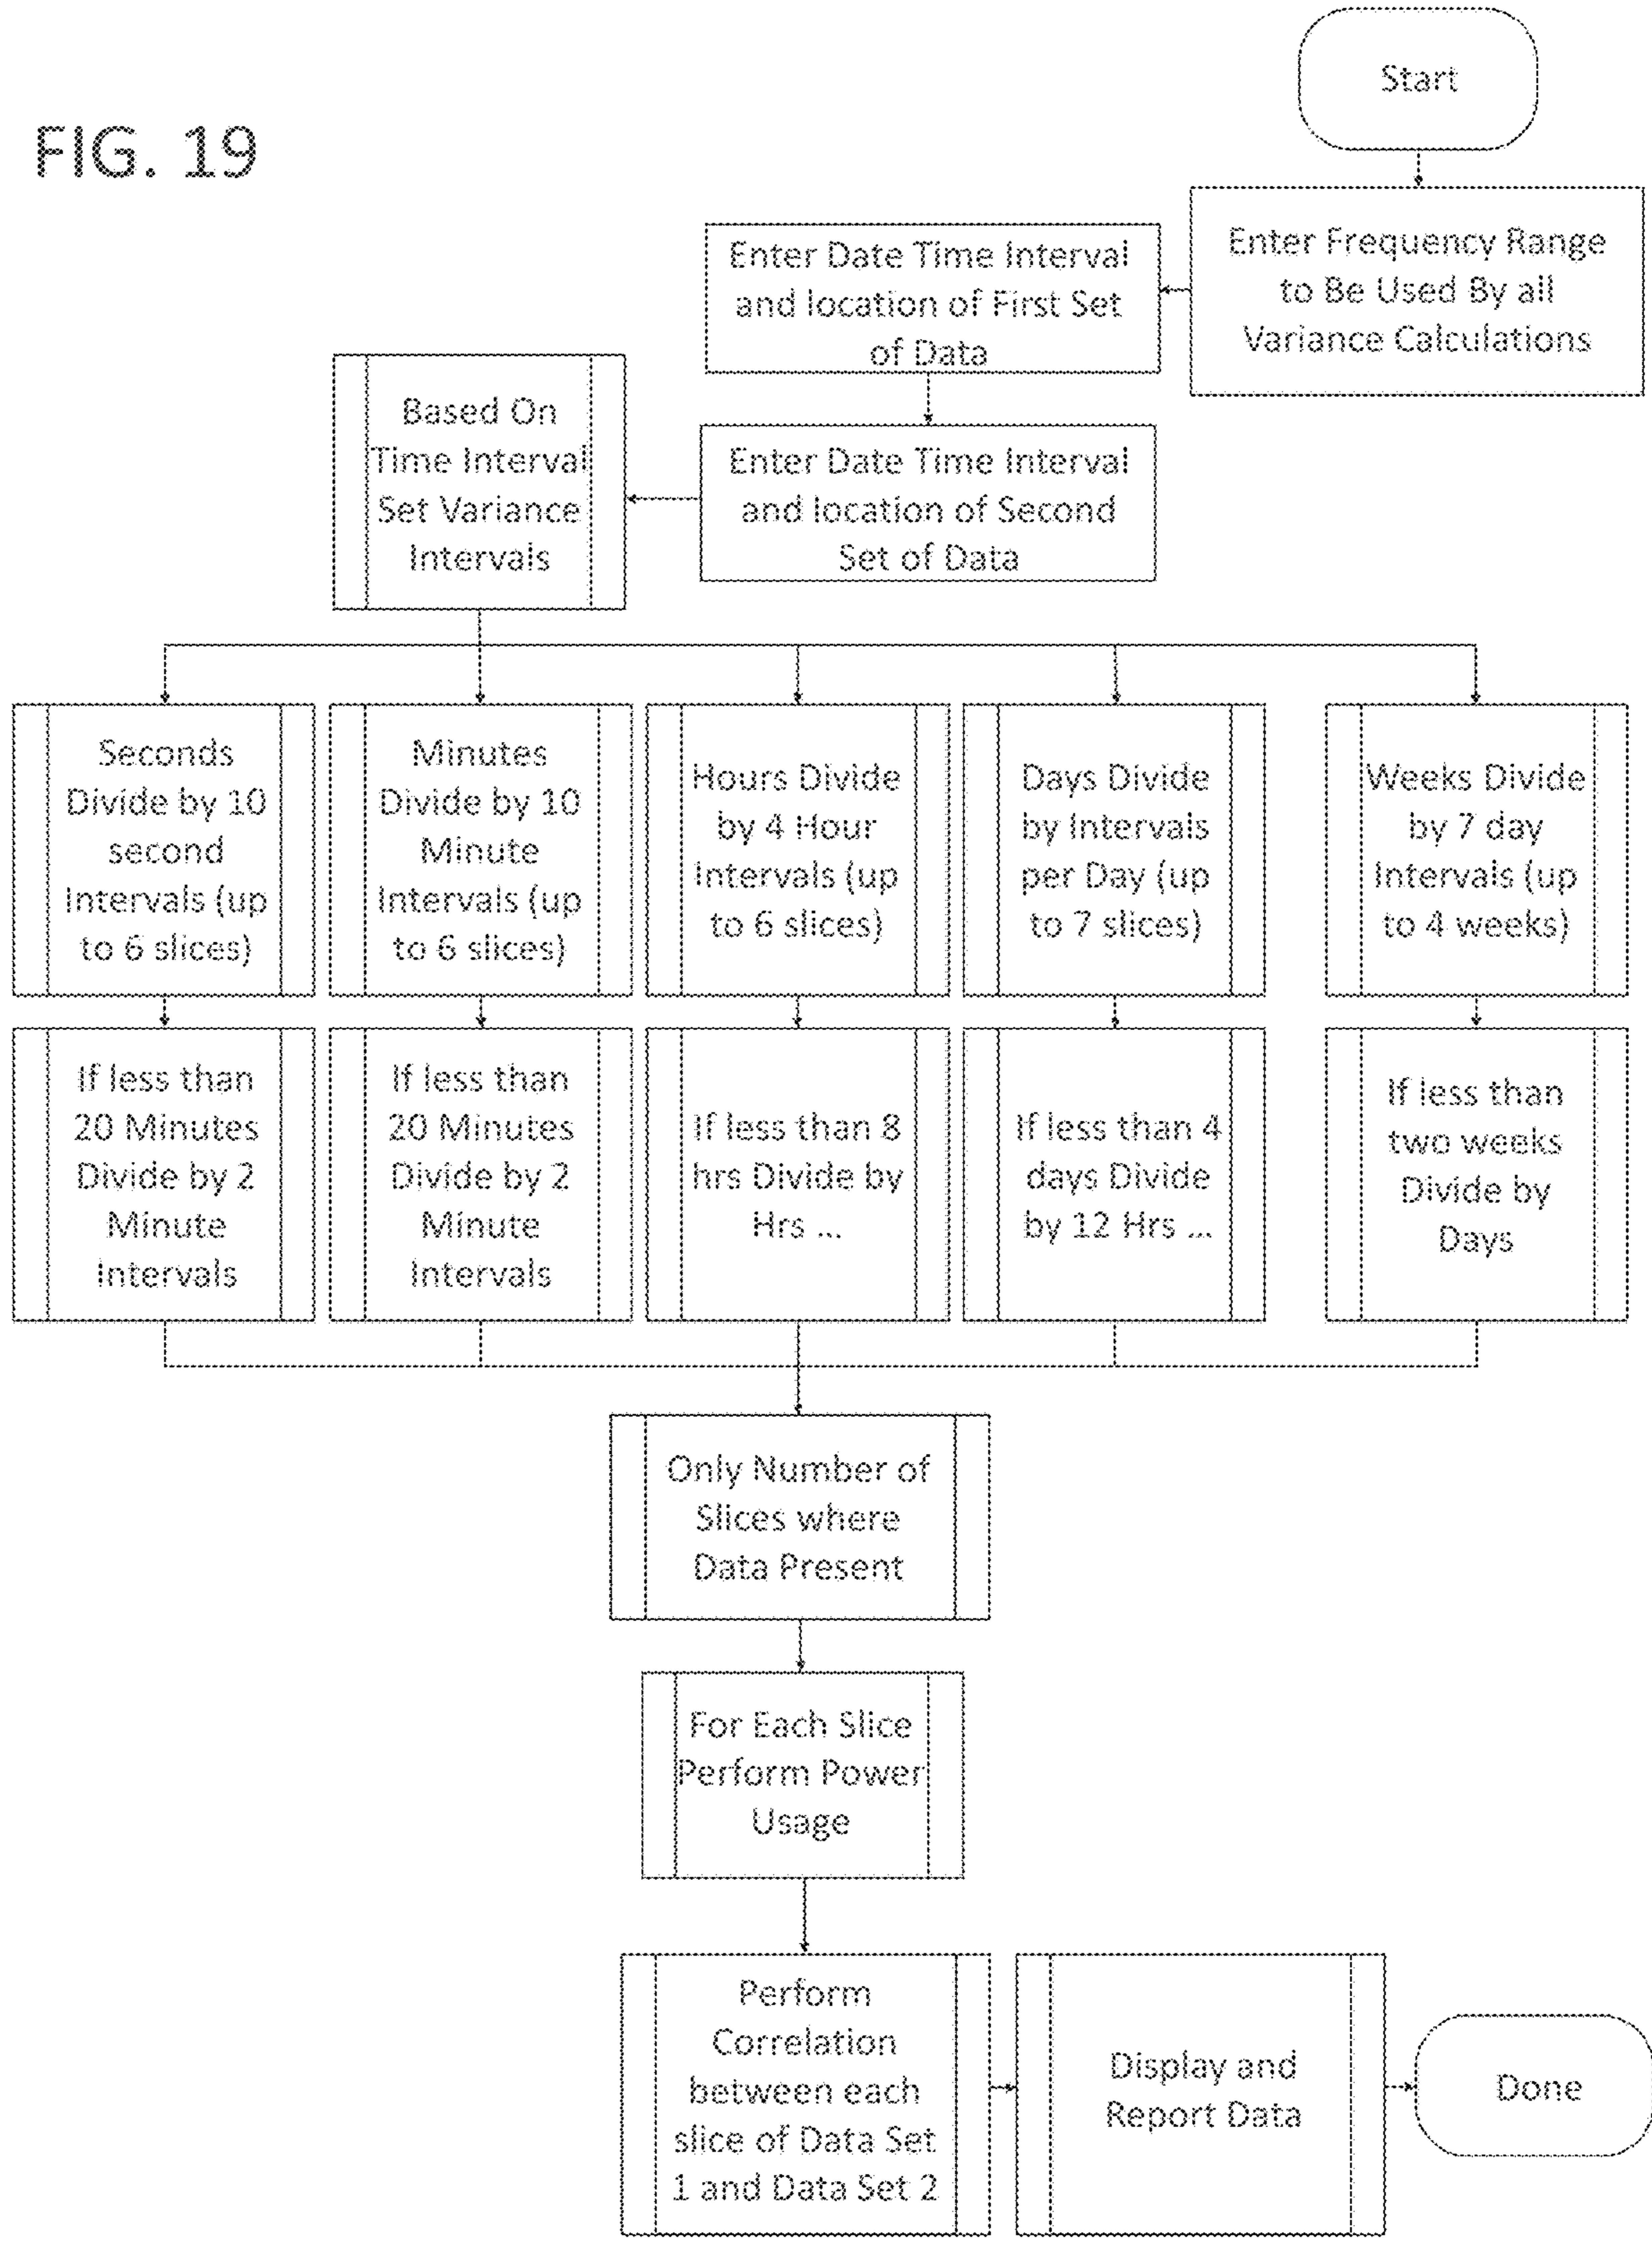 FIG. 19
Start
Enter Frequency Range
to Be Used By all
Variance Calculations
Enter Date Time Interval
and location of First Set
of Data
Enter Date Time Interval
and location of Second
Set of Data
Based On
Time Interval
Set Variance
Intervals
Seconds
Divide by 10
second
Intervals (up
to 6 slices)
Minutes
Divide by 10
Minute
Intervals (up
to 6 slices)
Hours Divide
by 4 Hour
Intervals (up
to 6 slices)
Days Divide
by Intervals
per Day (up
to 7 slices)
Weeks Divide
by 7 day
Intervals (up
to 4 weeks)
If less than
20 Minutes
Divide by 2
Minute
Intervals
If less than
20 Minutes
Divide by 2
Minute
Intervals
If less than 8
hrs Divide by
Hrs ...
If less than 4
days Divide
by 12 Hrs ...
If less than
two weeks
Divide by
Days
Only Number of
Slices where
Data Present
For Each Slice
Perform Power
Usage
Perform
Correlation
between each
slice of Data Set
1 and Data Set 2
Display and
Report Data
Done